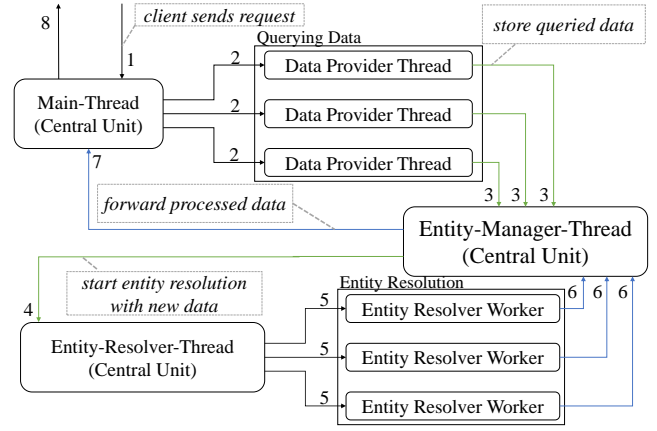 8
client sends request
1
Querying Data
store queried data
2
Data Provider Thread
Main-Thread
(Central Unit)
2
Data Provider Thread
2
Data Provider Thread
7
3 3 3
forward processed data
Entity-Manager-Thread
(Central Unit)
start entity resolution
with new data
Entity Resolution
4
5
Entity Resolver Worker
6 6 6
Entity-Resolver-Thread
(Central Unit)
5
Entity Resolver Worker
5
Entity Resolver Worker